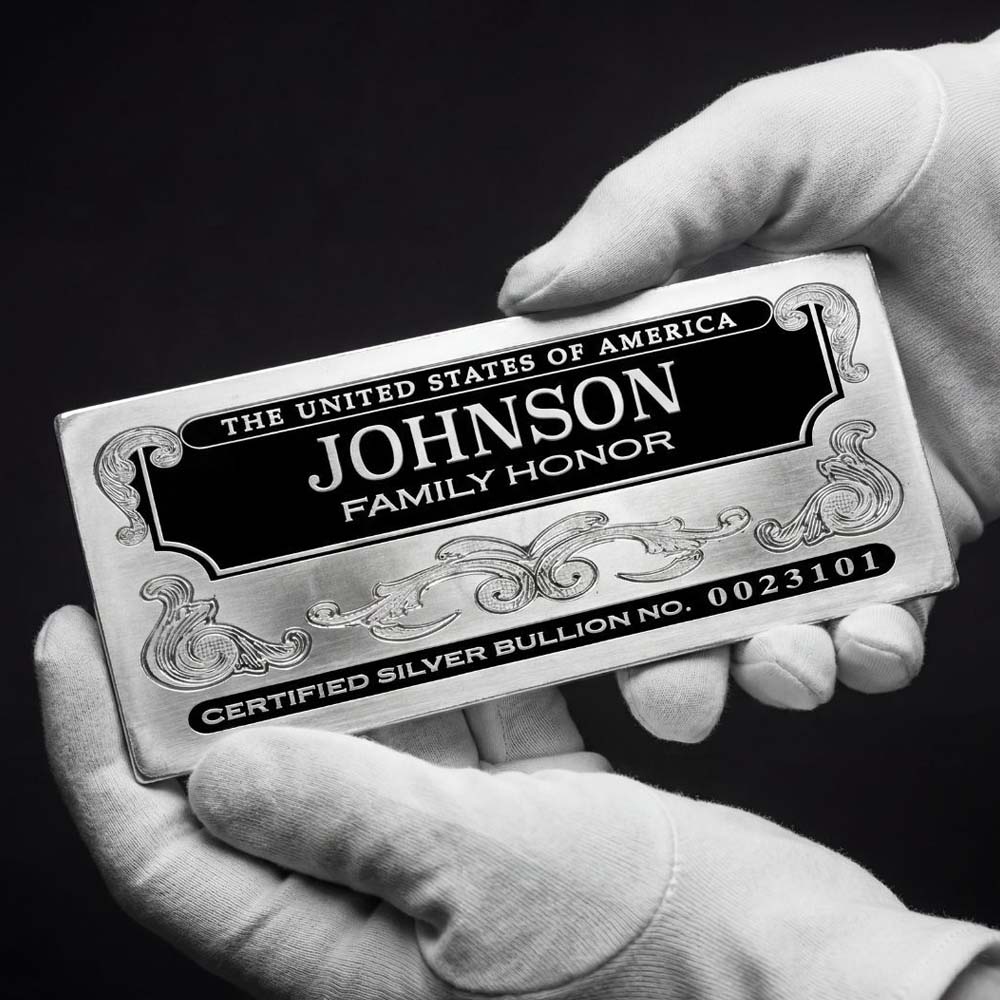 THE UNITED STATES OF AMERICA
JOHNSON
FAMILY HONOR
CERTIFIED SILVER BULLION NO. 0023101